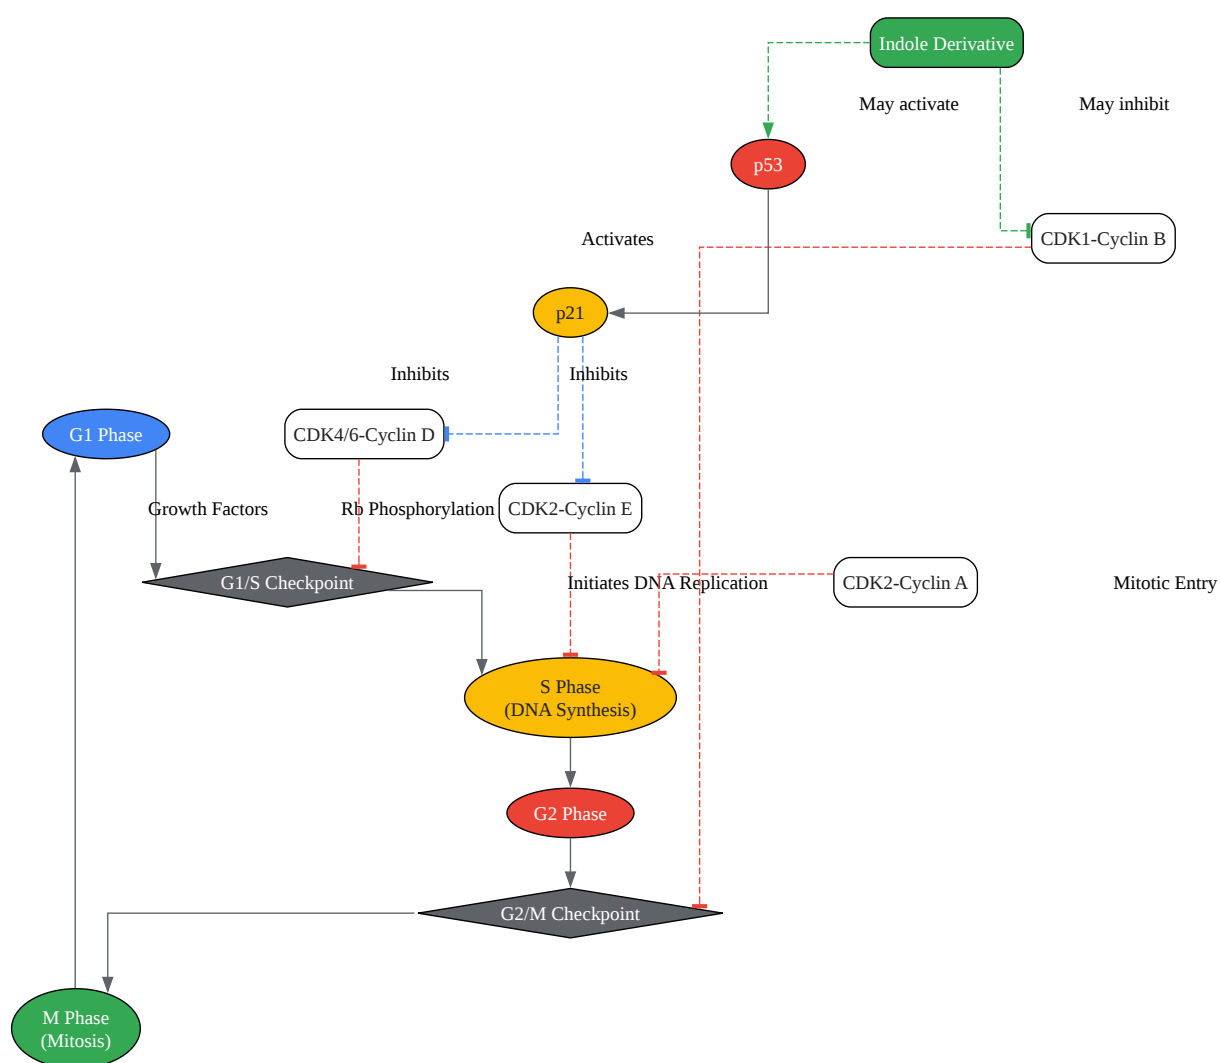 Indole Derivative
May activate
May inhibit
p53
Activates
CDK1-Cyclin B
p21
Inhibits
Inhibits
G1 Phase
CDK4/6-Cyclin D
Growth Factors
Rb Phosphorylation
CDK2-Cyclin E
G1/S Checkpoint
Initiates DNA Replication
CDK2-Cyclin A
Mitotic Entry
S Phase
(DNA Synthesis)
G2 Phase
G2/M Checkpoint
M Phase
(Mitosis)